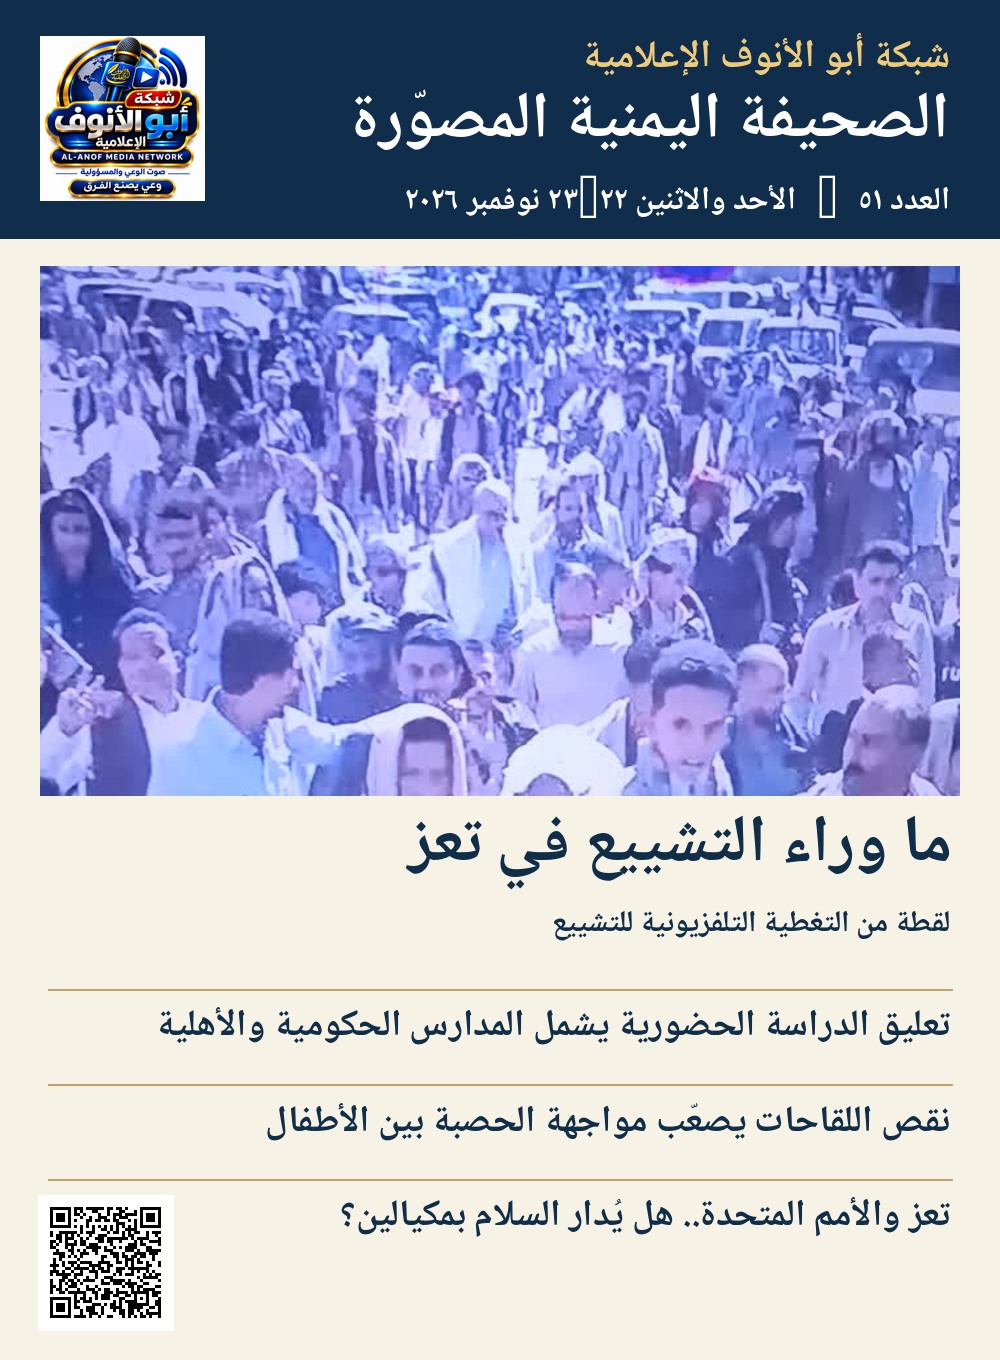 شبكة أبو الأنوف الإعلامية
الصحيفة اليمنية المصوّرة
العدد ٥١ ▯ الأحد والاثنين ٢٢▯٢٣ نوفمبر ٢٠٢٦
شبكة
أبو الأنوف
الإعلامية
AL-ANOF MEDIA NETWORK
صوت الوعي والمسؤولية
وعي يصنع الفرق
ما وراء التشييع في تعز
لقطة من التغطية التلفزيونية للتشييع
تعليق الدراسة الحضورية يشمل المدارس الحكومية والأهلية
نقص اللقاحات يصعّب مواجهة الحصبة بين الأطفال
تعز والأمم المتحدة.. هل يُدار السلام بمكيالين؟